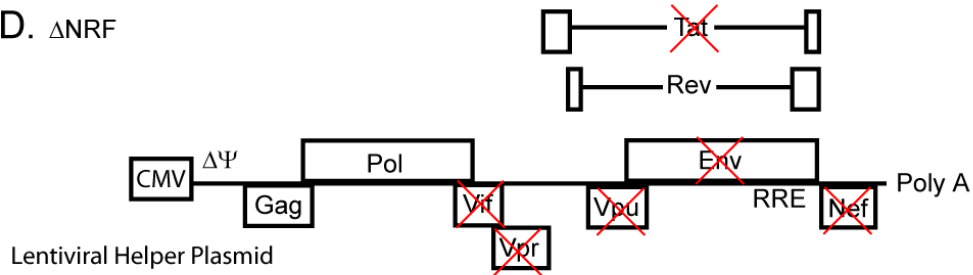 D. ΔNRF
Tat
Rev
CMV ΔΨ Pol Env
Gag Vif Vpu RRE Nef Poly A
Vpr
Lentiviral Helper Plasmid